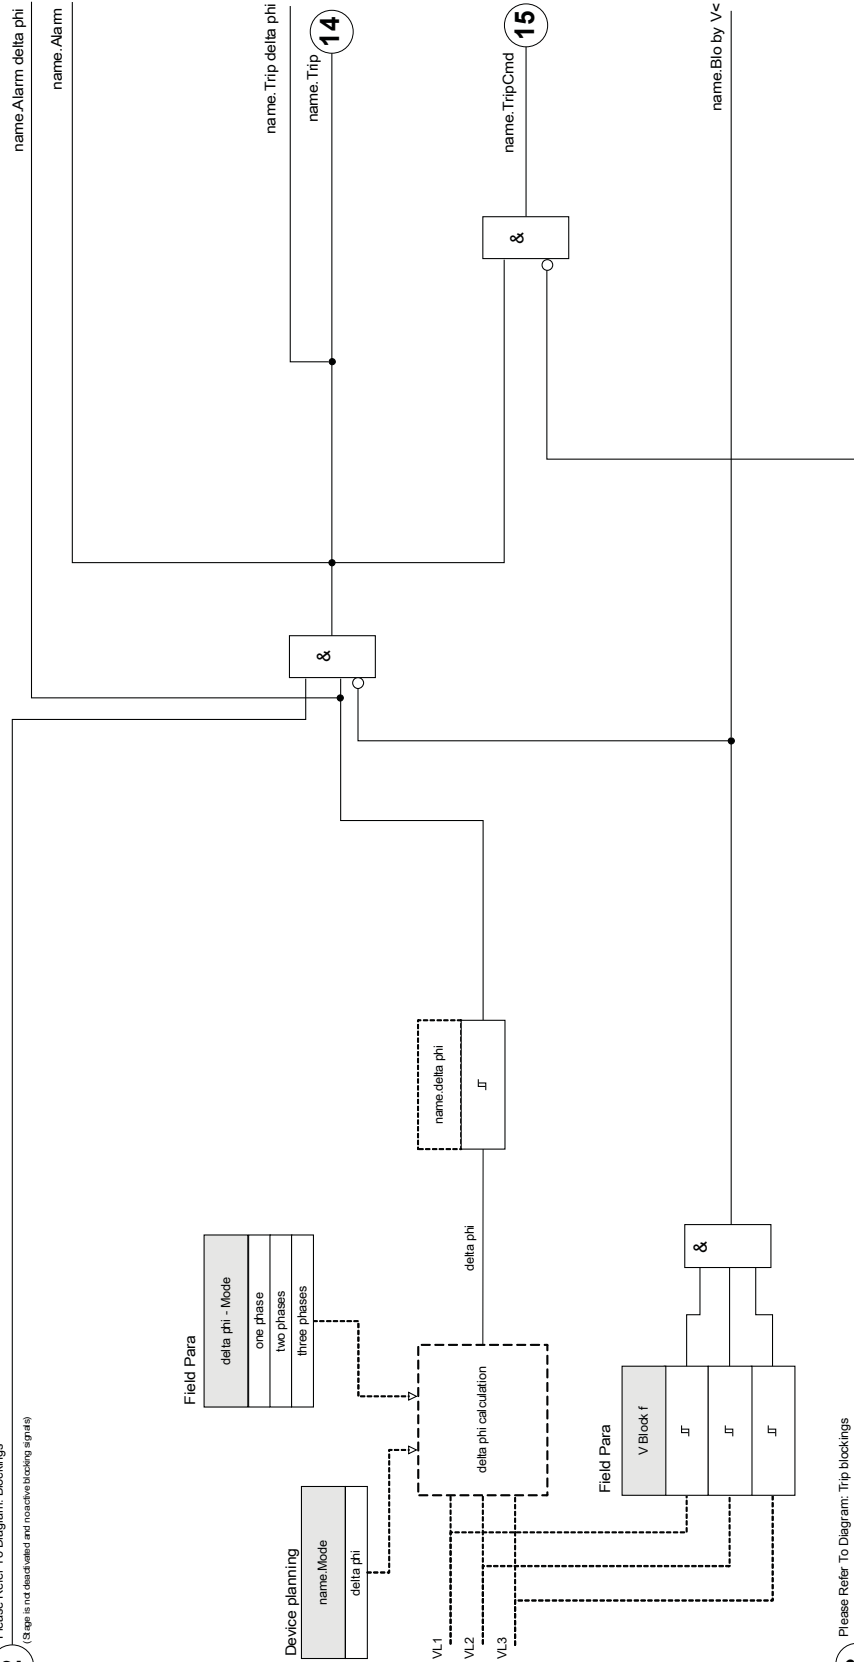 name.Alarm delta phi
name.Alarm
name.Trip delta phi
name.Trip
14
name.TripCmd
15
name.Blo by V<
&
&
(Stage is not deactivated and no active blocking signals)
Field Para
delta phi - Mode
one phase
two phases
three phases
Device planning
name.Mode
delta phi
delta phi calculation
delta phi
name.delta phi
VL1
VL2
VL3
Field Para
V Block f
&
Please Refer To Diagram: Trip blockings